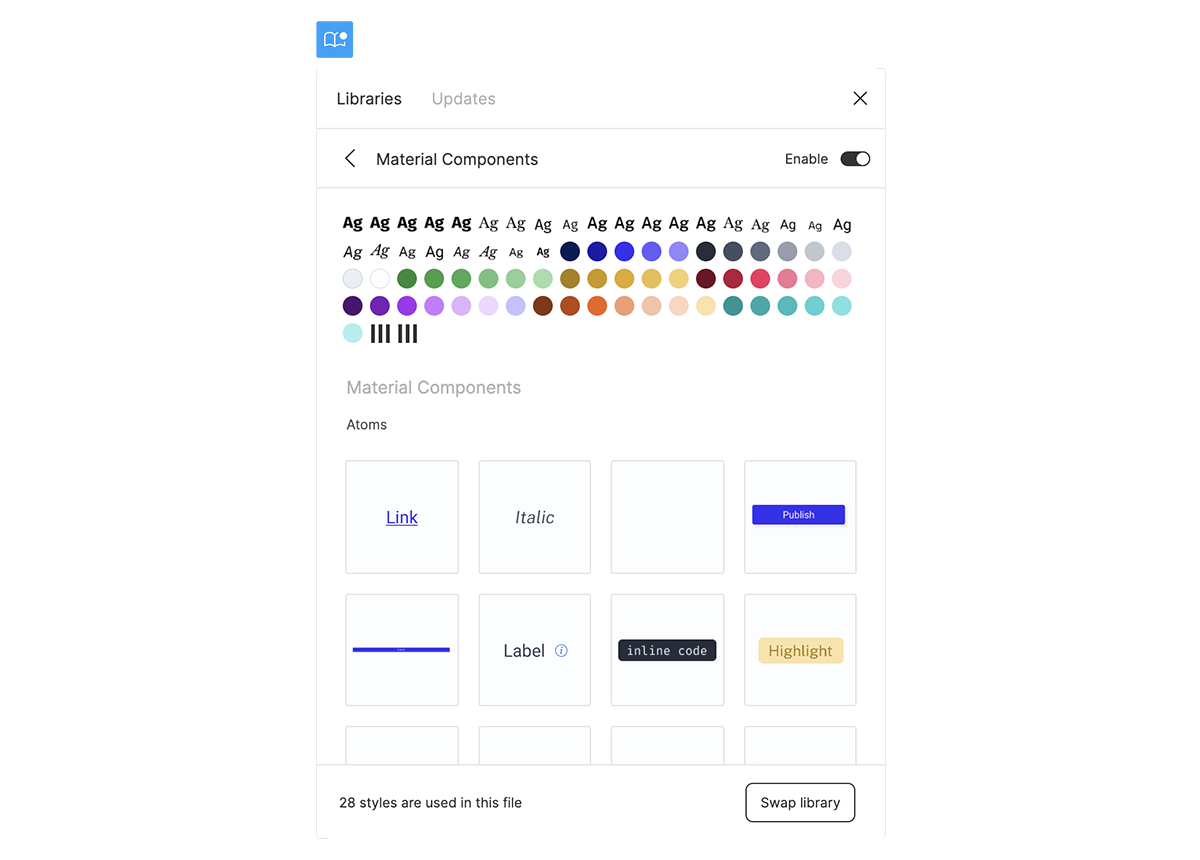 Libraries Updates
Material Components Enable
Ag Ag Ag Ag Ag Ag Ag Ag Ag Ag Ag Ag Ag Ag Ag Ag Ag Ag Ag
Ag Ag Ag Ag Ag Ag Ag Ag
Material Components
Atoms
Link Italic Publish
Label inline code Highlight
28 styles are used in this file Swap library